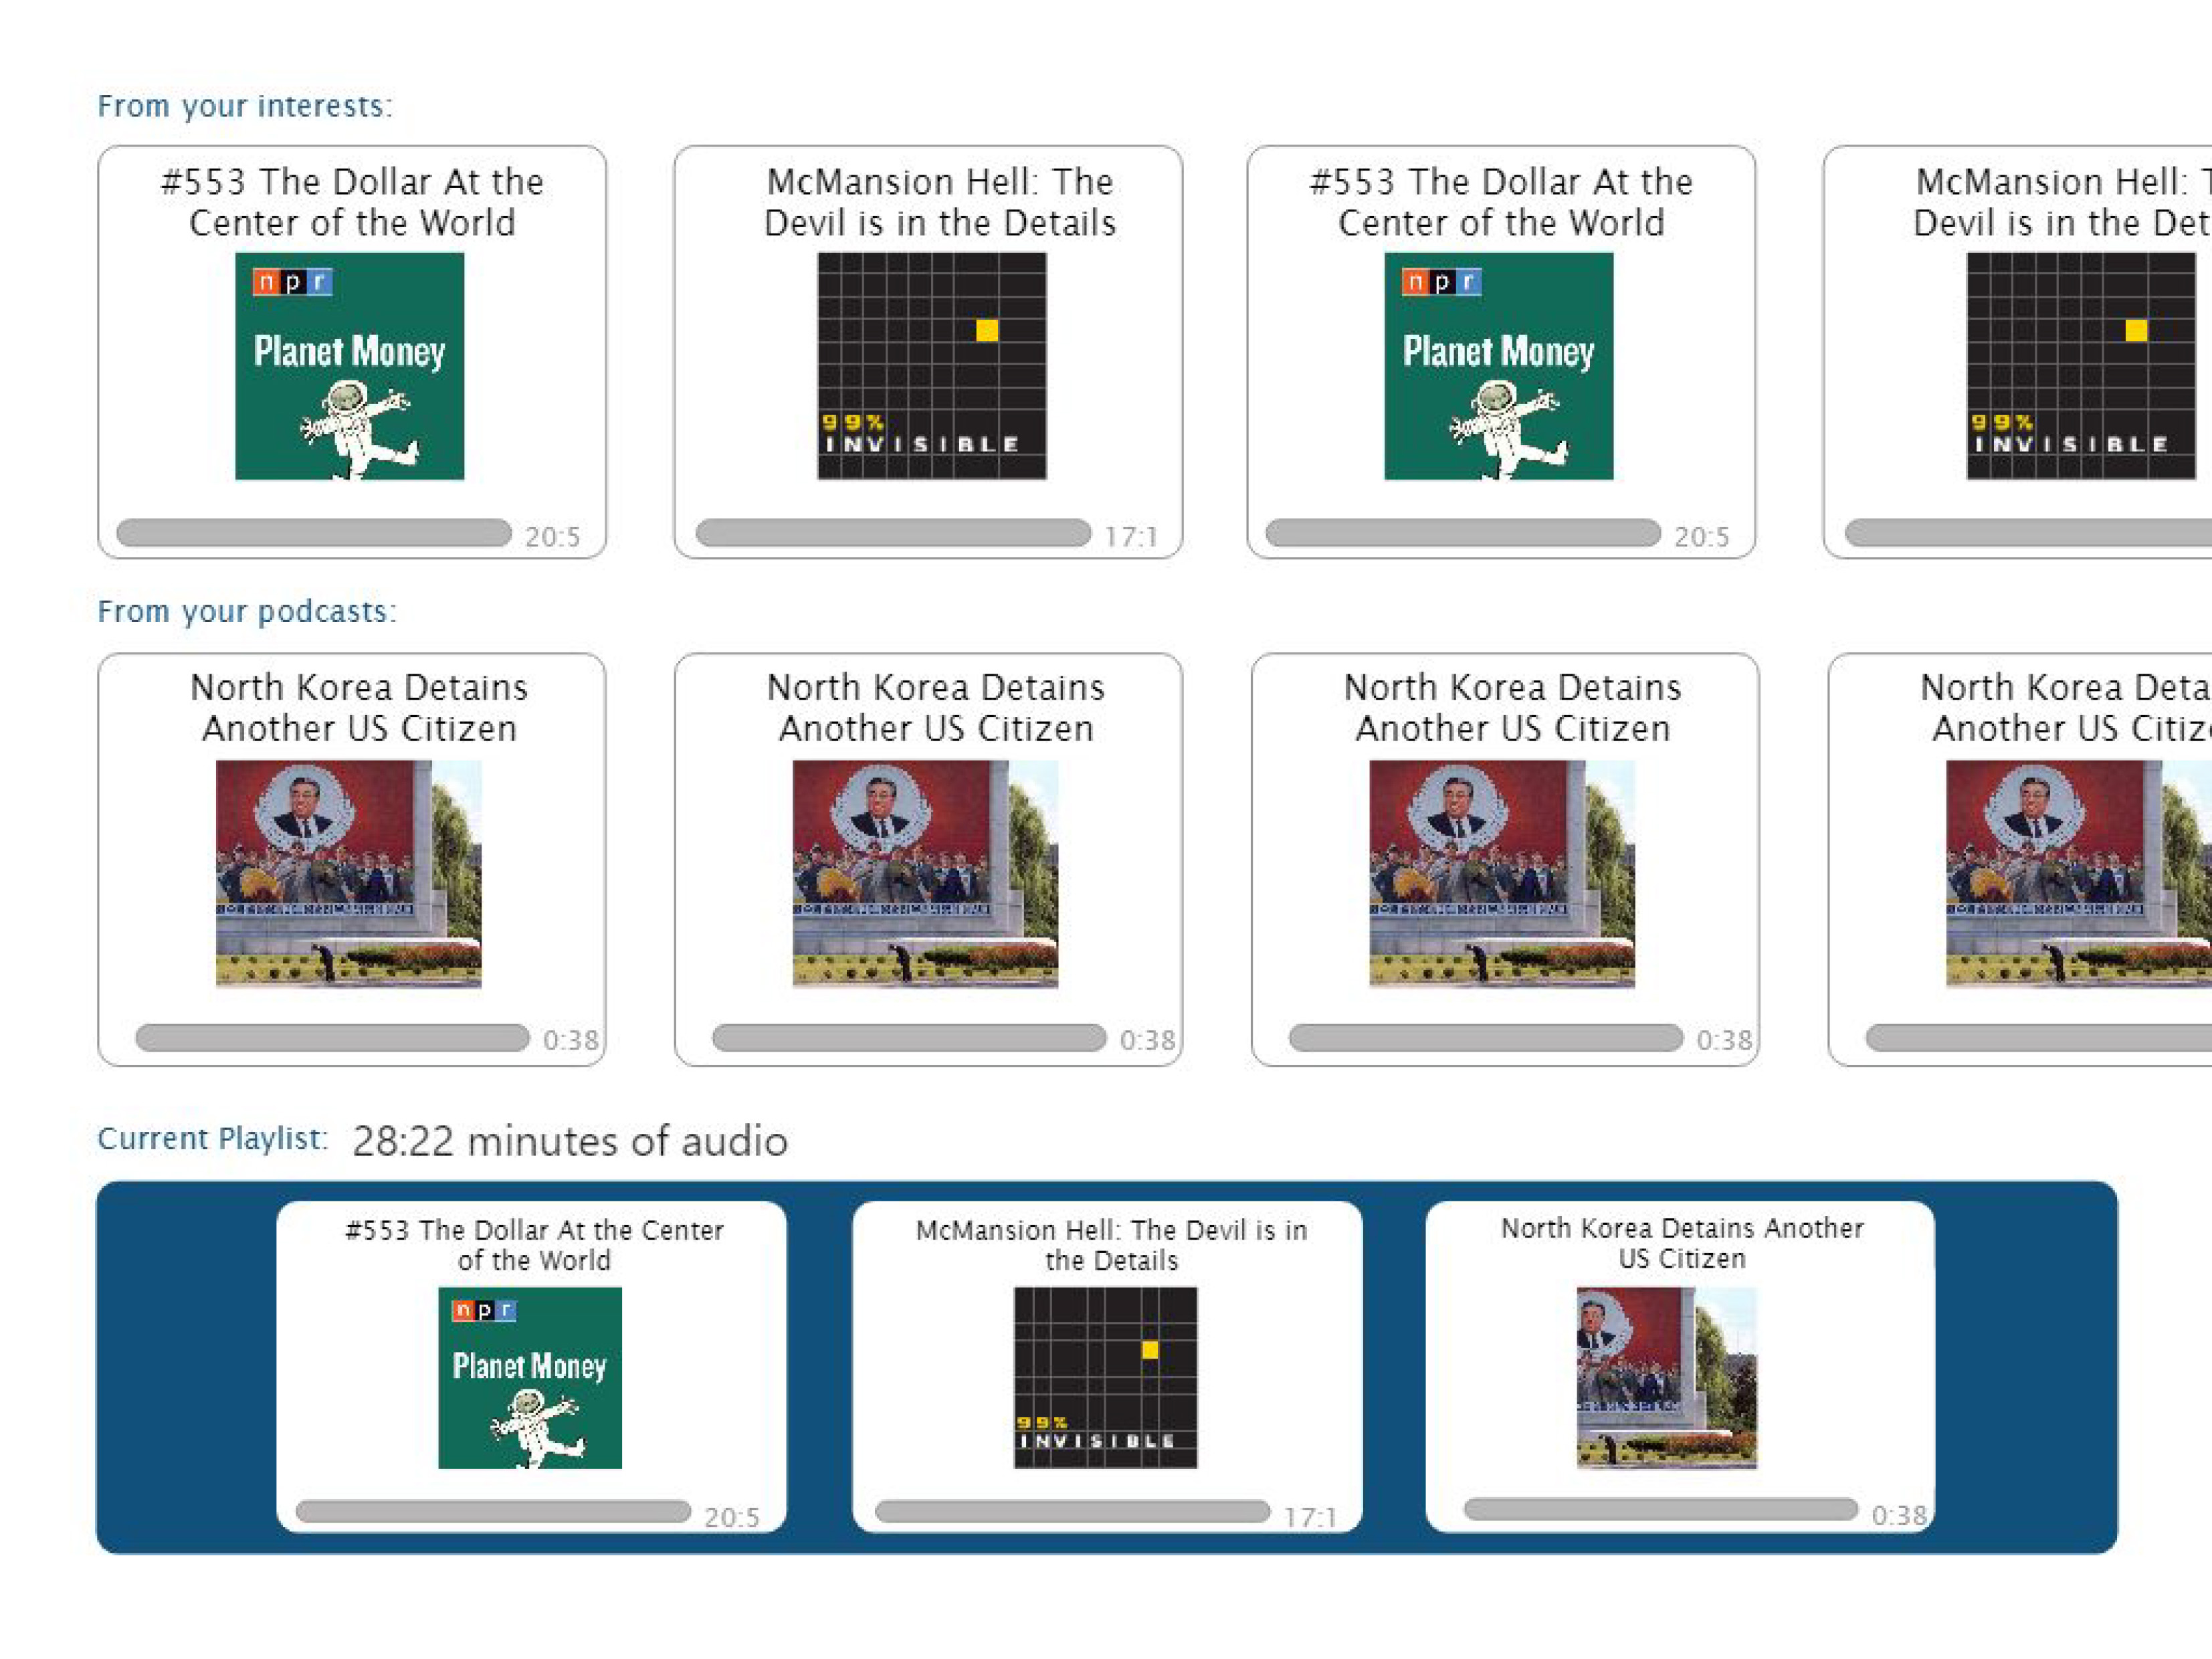 From your interests:
#553 The Dollar At the
Center of the World
npr
Planet Money
20:5
McMansion Hell: The
Devil is in the Details
99%
INVISIBLE
17:1
#553 The Dollar At the
Center of the World
npr
Planet Money
20:5
McMansion Hell: T
Devil is in the Det
99%
INVISIBLE
From your podcasts:
North Korea Detains
Another US Citizen
0:38
North Korea Detains
Another US Citizen
0:38
North Korea Detains
Another US Citizen
0:38
North Korea Deta
Another US Citiz
Current Playlist: 28:22 minutes of audio
#553 The Dollar At the Center
of the World
npr
Planet Money
20:5
McMansion Hell: The Devil is in
the Details
99%
INVISIBLE
17:1
North Korea Detains Another
US Citizen
0:38